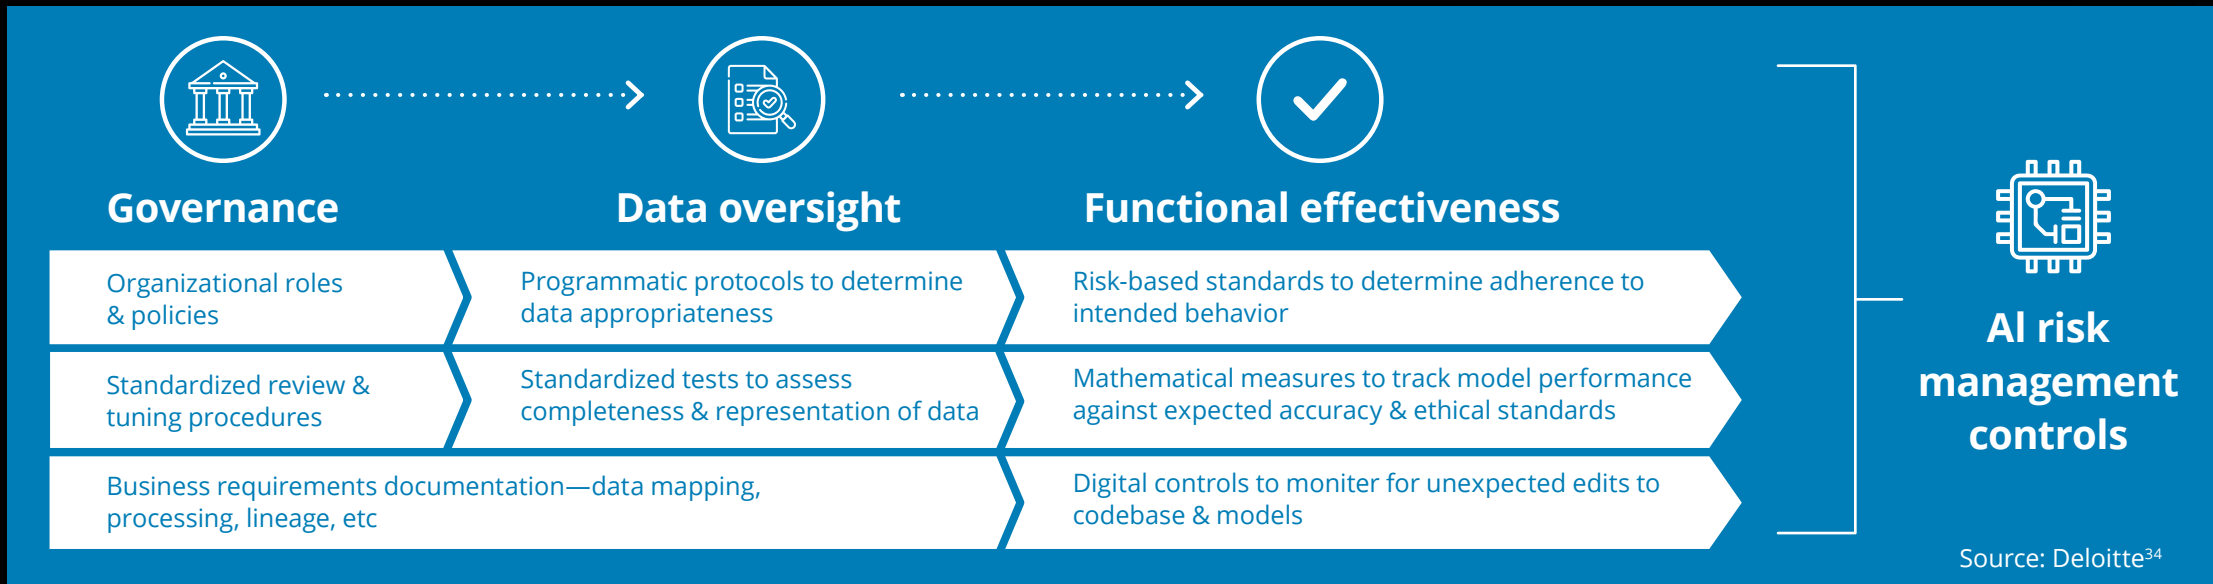 Governance
Data oversight
Functional effectiveness
Organizational roles
& policies
Programmatic protocols to determine
data appropriateness
Risk-based standards to determine adherence to
intended behavior
Standardized review &
tuning procedures
Standardized tests to assess
completeness & representation of data
Mathematical measures to track model performance
against expected accuracy & ethical standards
Business requirements documentation—data mapping,
processing, lineage, etc
Digital controls to moniter for unexpected edits to
codebase & models
AI risk
management
controls
Source: Deloitte34